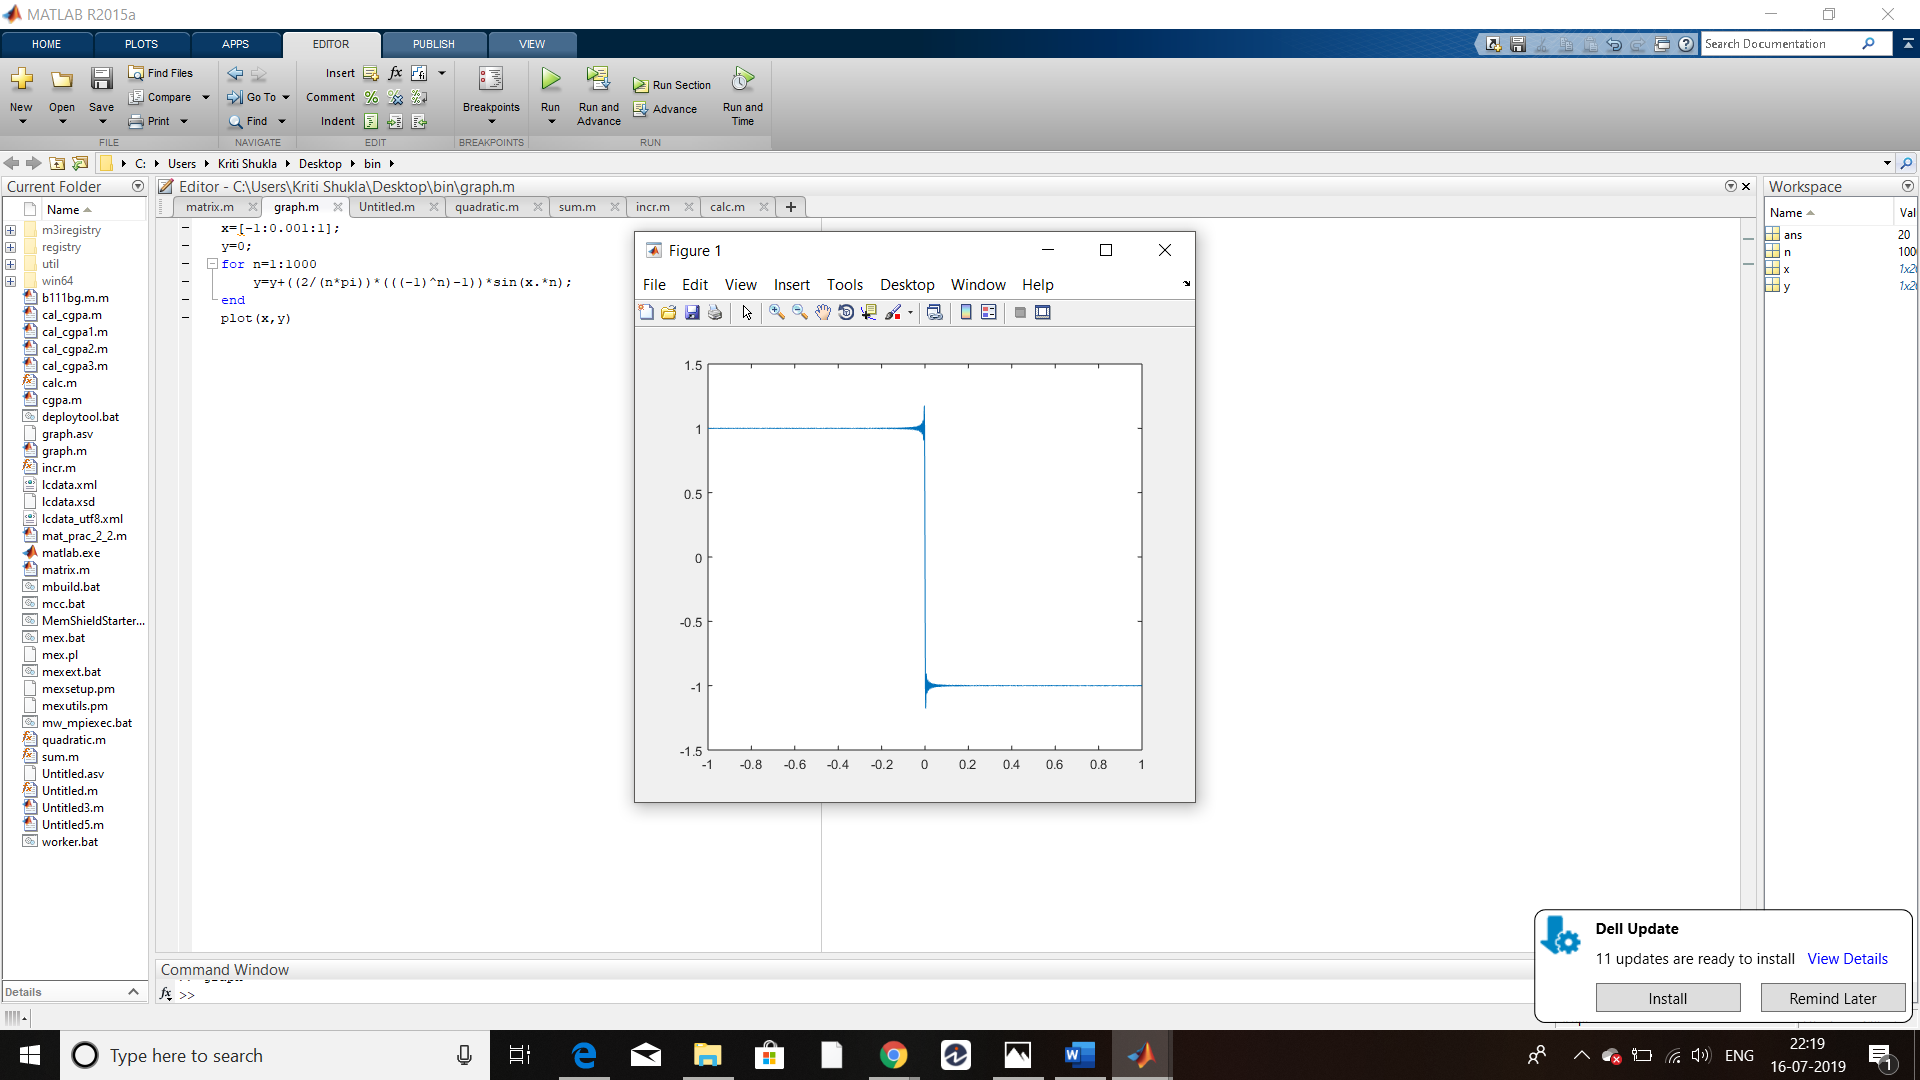 MATLAB R2015a
HOME PLOTS APPS EDITOR PUBLISH VIEW
Search Documentation
New Open Save Find Files Compare Print
FILE
Go To Find
NAVIGATE
Insert fx
Comment
Indent
EDIT
Breakpoints
BREAKPOINTS
Run Run and Advance Run Section Advance Run and Time
RUN
C: Users Kriti Shukla Desktop bin
Current Folder
Name
m3iregistry
registry
util
win64
b111bg.m.m
cal_cgpa.m
cal_cgpa1.m
cal_cgpa2.m
cal_cgpa3.m
calc.m
cgpa.m
deploytool.bat
graph.asv
graph.m
incr.m
lcdata.xml
lcdata.xsd
lcdata_utf8.xml
mat_prac_2_2.m
matlab.exe
matrix.m
mbuild.bat
mcc.bat
MemShieldStarter...
mex.bat
mex.pl
mexext.bat
mexsetup.pm
mexutils.pm
mw_mpiexec.bat
quadratic.m
sum.m
Untitled.asv
Untitled.m
Untitled3.m
Untitled5.m
worker.bat
Details
Editor - C:\Users\Kriti Shukla\Desktop\bin\graph.m
matrix.m graph.m Untitled.m quadratic.m sum.m incr.m calc.m
x=[-1:0.001:1];
y=0;
for n=1:1000
y=y+((2/(n*pi))*(((-1)^n)-1))*sin(x.*n);
end
plot(x,y)
Figure 1
File Edit View Insert Tools Desktop Window Help
1.5
1
0.5
0
-0.5
-1
-1.5
-1 -0.8 -0.6 -0.4 -0.2 0 0.2 0.4 0.6 0.8 1
Command Window
fx >>
Workspace
Name Val
ans 20
n 100
x 1x20
y 1x20
Dell Update
11 updates are ready to install View Details
Install Remind Later
Type here to search
ENG
22:19
16-07-2019
1